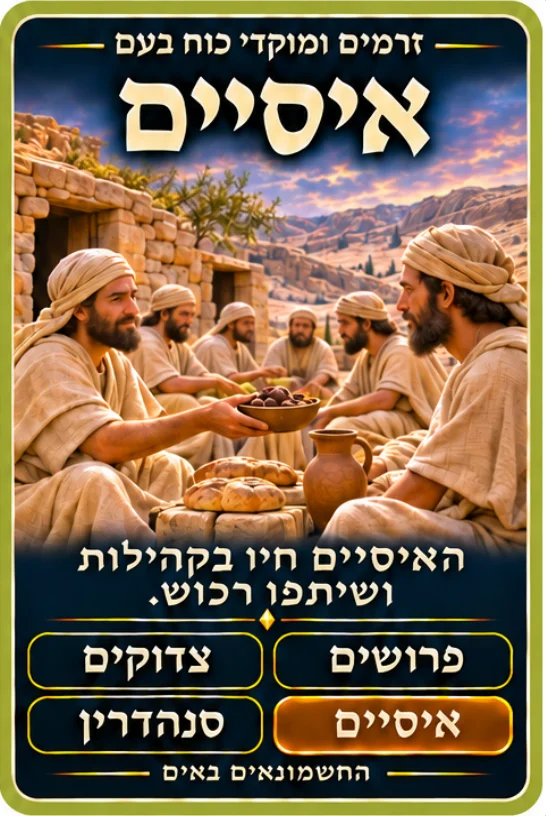 זרמים ומוקדי כוח בעם
איסיים
האיסיים חיו בקהילות
ושיתפו רכוש.
פרושים
צדוקים
איסיים
סנהדרין
החשמונאים באים